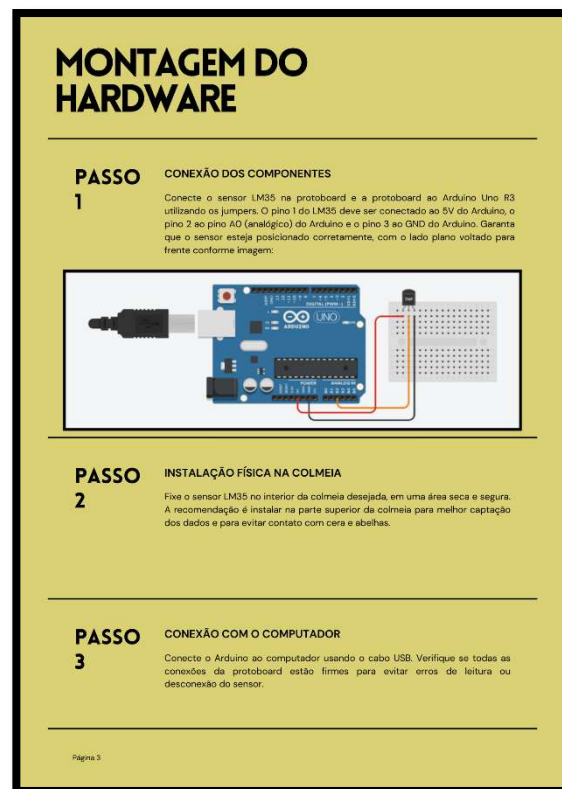 MONTAGEM DO
HARDWARE
PASSO
1
CONEXÃO DOS COMPONENTES
Conecte o sensor LM35 na protoboard e a protoboard ao Arduino Uno R3
utilizando os jumpers. O pino 1 do LM35 deve ser conectado ao 5V do Arduino, o
pino 2 ao pino A0 (analógico) do Arduino e o pino 3 ao GND do Arduino. Garanta
que o sensor esteja posicionado corretamente, com o lado plano voltado para
frente conforme imagem:
DIGITAL (PWM~)
UNO
ARDUINO
POWER
ANALOG IN
PASSO
2
INSTALAÇÃO FÍSICA NA COLMEIA
Fixe o sensor LM35 no interior da colmeia desejada, em uma área seca e segura.
A recomendação é instalar na parte superior da colmeia para melhor captação
dos dados e para evitar contato com cera e abelhas.
PASSO
3
CONEXÃO COM O COMPUTADOR
Conecte o Arduino ao computador usando o cabo USB. Verifique se todas as
conexões da protoboard estão firmes para evitar erros de leitura ou
desconexão do sensor.
Página 3